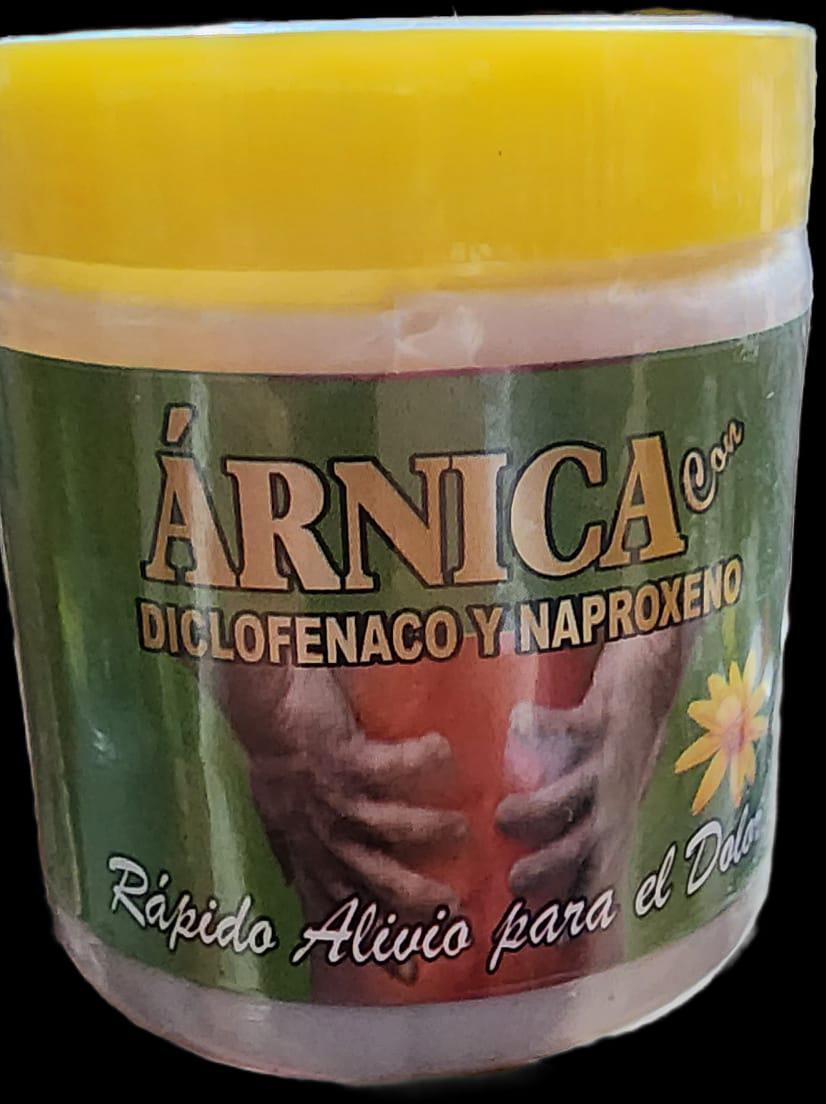 ÁRNICA Con
DICLOFENACO Y NAPROXENO
Rápido Alivio para el Dolor